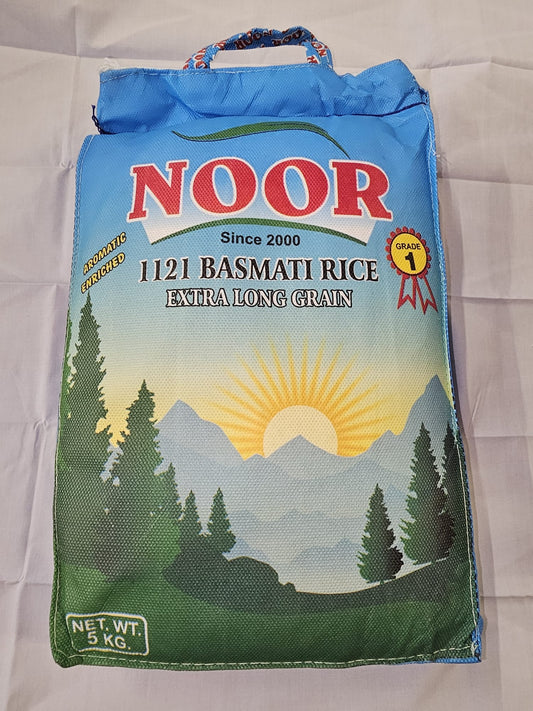 NOOR
Since 2000
AROMATIC
ENRICHED
1121 BASMATI RICE
EXTRA LONG GRAIN
GRADE
1
NET. WT.
5 KG.